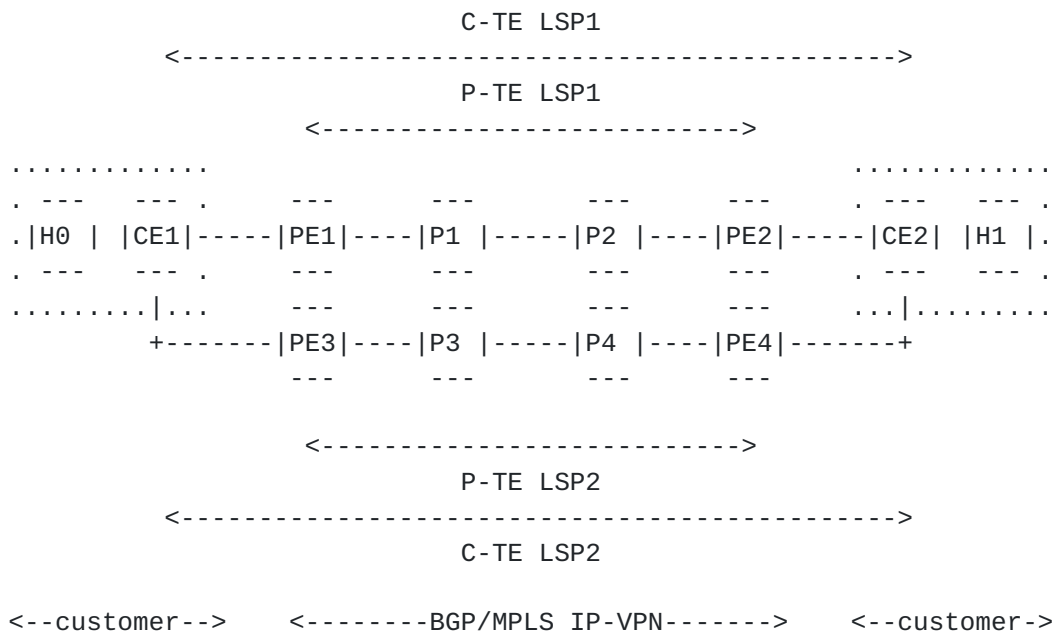 C-TE LSP1
<---------------------------------------------->
P-TE LSP1
<--------------------------->
............. .............
. --- --- . --- --- --- --- . --- --- .
.|H0 | |CE1|-----|PE1|----|P1 |-----|P2 |----|PE2|-----|CE2| |H1 |.
. --- --- . --- --- --- --- . --- --- .
.........|... --- --- --- --- ...|.........
+-------|PE3|----|P3 |-----|P4 |----|PE4|-------+
--- --- --- ---
<--------------------------->
P-TE LSP2
<---------------------------------------------->
C-TE LSP2
<--customer--> <--------BGP/MPLS IP-VPN-------> <--customer->